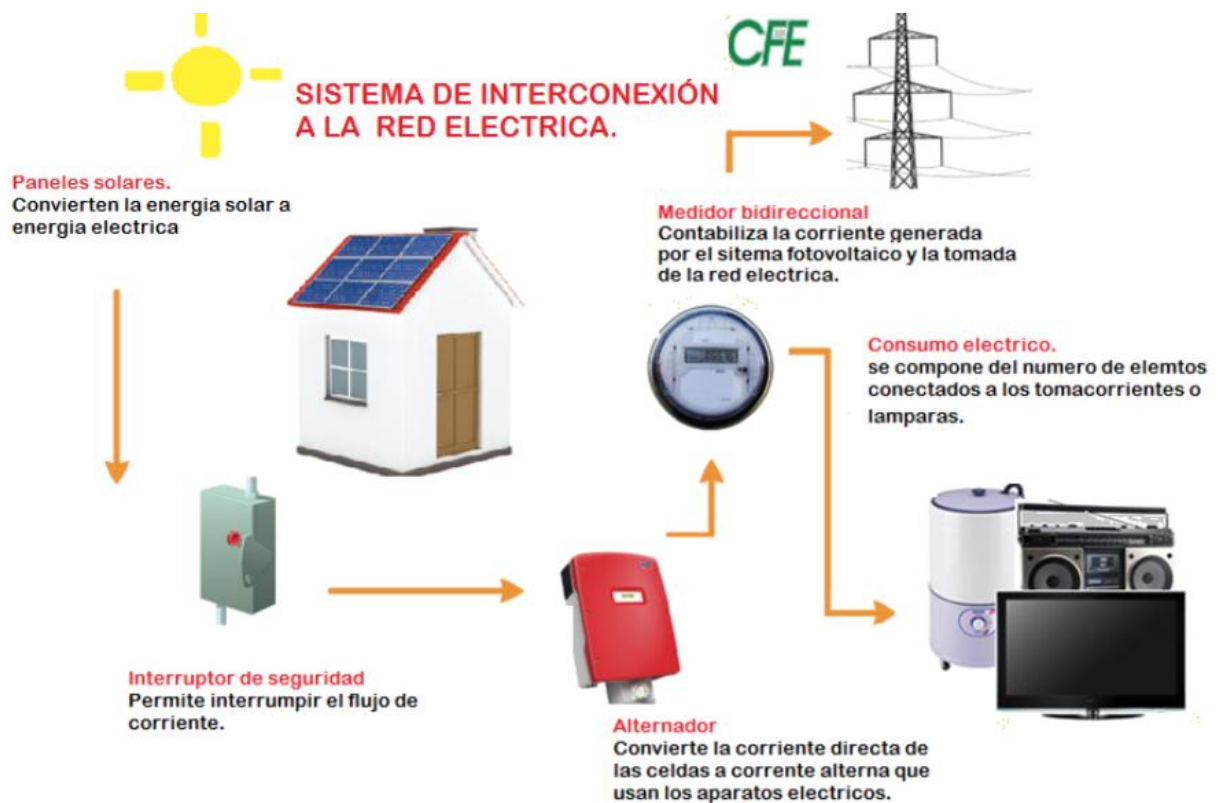 CFE
SISTEMA DE INTERCONEXIÓN
A LA RED ELECTRICA.
Paneles solares.
Convierten la energia solar a
energia electrica
Medidor bidireccional
Contabiliza la corriente generada
por el sitema fotovoltaico y la tomada
de la red electrica.
Consumo electrico.
se compone del numero de elemtos
conectados a los tomacorrientes o
lamparas.
Interruptor de seguridad
Permite interrumpir el flujo de
corriente.
Alternador
Convierte la corriente directa de
las celdas a corrente alterna que
usan los aparatos electricos.